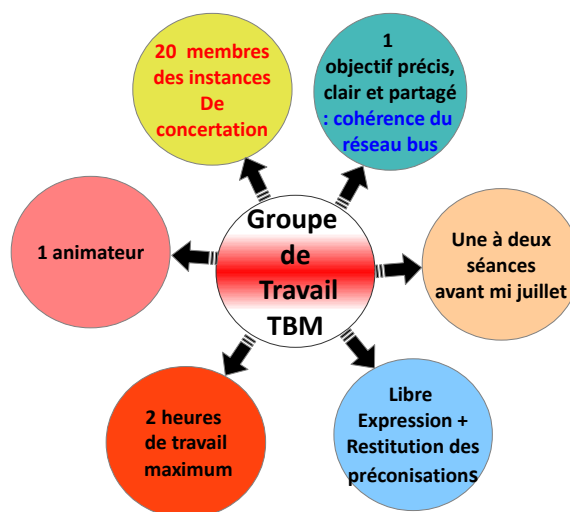 20 membres
des instances
De
concertation
1
objectif précis,
clair et partagé
: cohérence du
réseau bus
1 animateur
Groupe
de
Travail
TBM
Une à deux
séances
avant mi juillet
2 heures
de travail
maximum
Libre
Expression +
Restitution des
préconisations